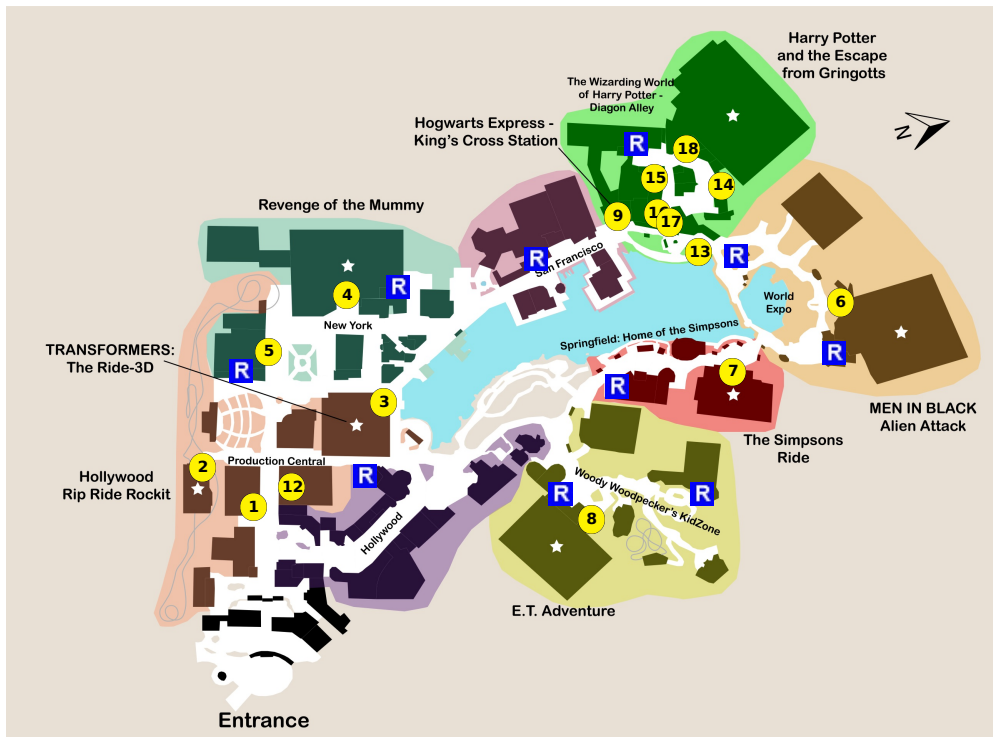 Harry Potter
and the Escape
from Gringotts
The Wizarding World
of Harry Potter -
Diagon Alley
Hogwarts Express -
King's Cross Station
N
R
18
15
14
16
17
9
13
R
Revenge of the Mummy
San Francisco
R
R
4
New York
World
Expo
6
R
MEN IN BLACK
Alien Attack
Springfield: Home of the Simpsons
7
R
The Simpsons
Ride
TRANSFORMERS:
The Ride-3D
5
R
3
Production Central
R
Hollywood
Rip Ride Rockit
2
12
1
Hollywood
Woody Woodpecker's KidZone
R
R
8
E.T. Adventure
Entrance